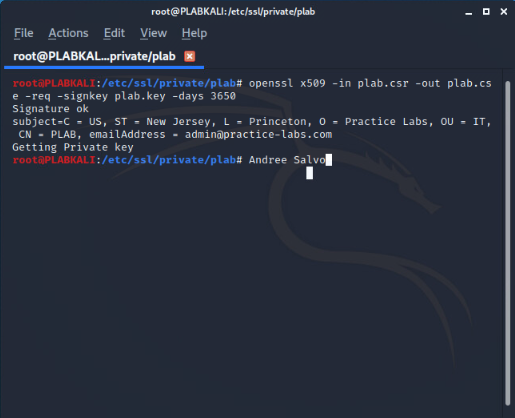 root@PLABKALI:/etc/ssl/private/plab
File Actions Edit View Help
root@PLABKAL...private/plab
root@PLABKALI:/etc/ssl/private/plab# openssl x509 -in plab.csr -out plab.cs
e -req -signkey plab.key -days 3650
Signature ok
subject=C = US, ST = New Jersey, L = Princeton, O = Practice Labs, OU = IT,
CN = PLAB, emailAddress = admin@practice-labs.com
Getting Private key
root@PLABKALI:/etc/ssl/private/plab# Andree Salvo